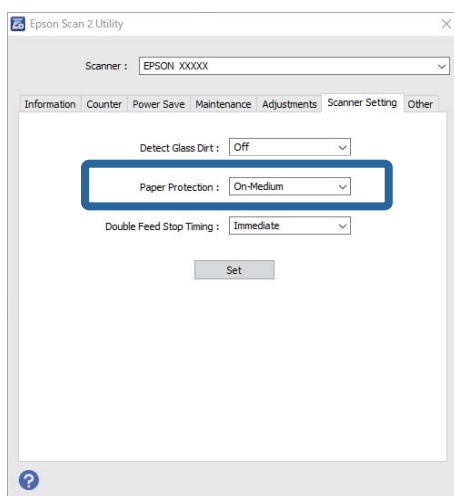 Epson Scan 2 Utility
Scanner : EPSON XXXXX
Information Counter Power Save Maintenance Adjustments Scanner Setting Other
Detect Glass Dirt : Off
Paper Protection : On-Medium
Double Feed Stop Timing : Immediate
Set
?